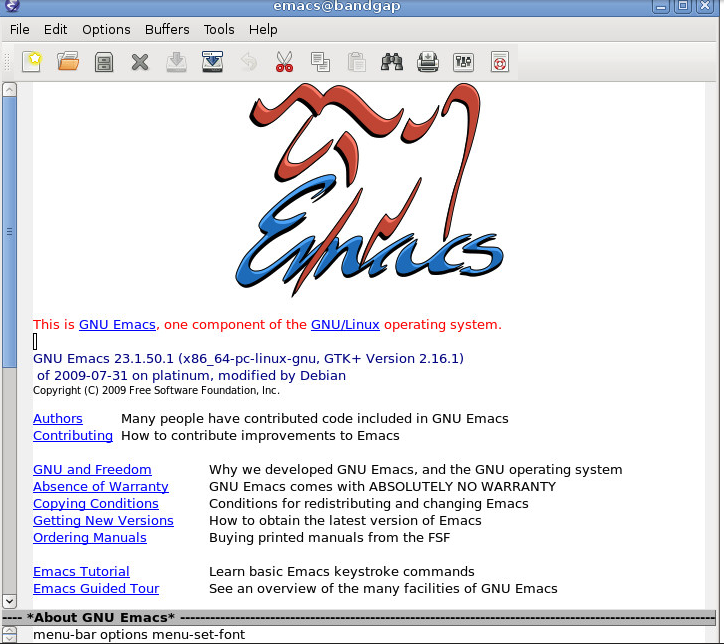 emacs@bandgap
File Edit Options Buffers Tools Help
Emacs
This is GNU Emacs, one component of the GNU/Linux operating system.
GNU Emacs 23.1.50.1 (x86_64-pc-linux-gnu, GTK+ Version 2.16.1)
of 2009-07-31 on platinum, modified by Debian
Copyright (C) 2009 Free Software Foundation, Inc.
Authors Many people have contributed code included in GNU Emacs
Contributing How to contribute improvements to Emacs
GNU and Freedom Why we developed GNU Emacs, and the GNU operating system
Absence of Warranty GNU Emacs comes with ABSOLUTELY NO WARRANTY
Copying Conditions Conditions for redistributing and changing Emacs
Getting New Versions How to obtain the latest version of Emacs
Ordering Manuals Buying printed manuals from the FSF
Emacs Tutorial Learn basic Emacs keystroke commands
Emacs Guided Tour See an overview of the many facilities of GNU Emacs
---- *About GNU Emacs* ----------------------------------------------------------------
menu-bar options menu-set-font